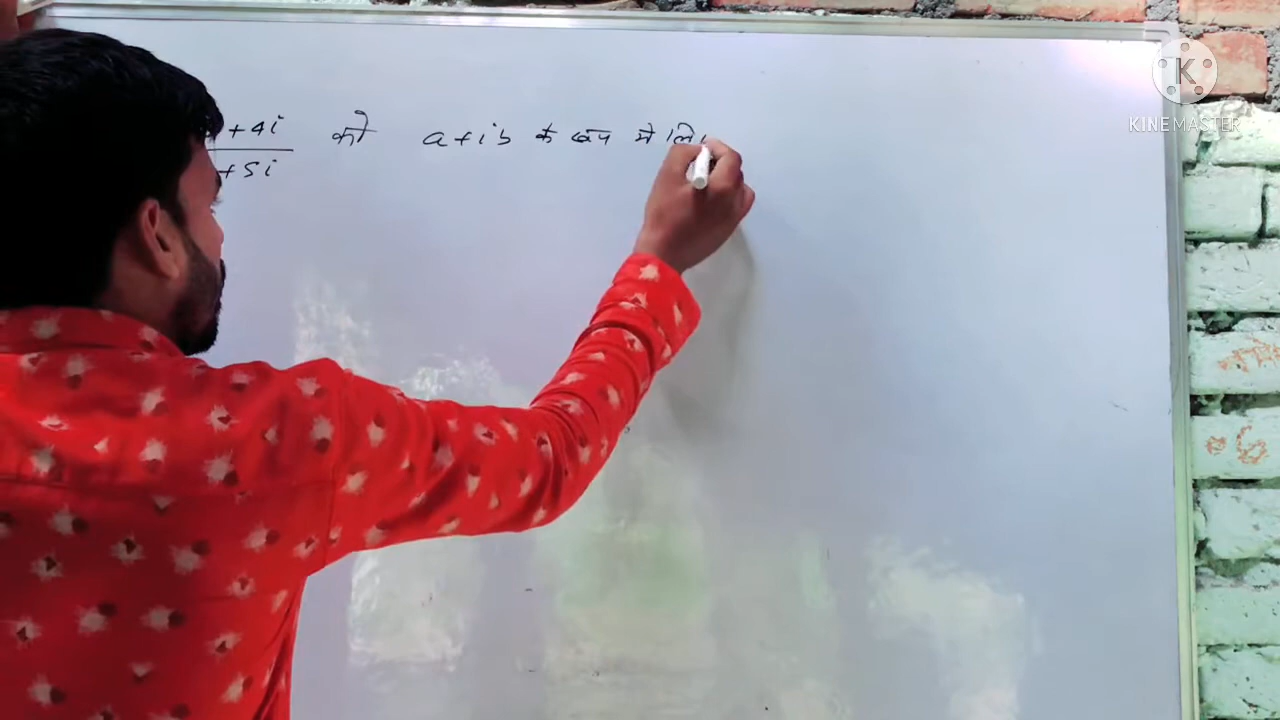 +4i को a+ib के रूप में लि
+5i
KINEMASTER